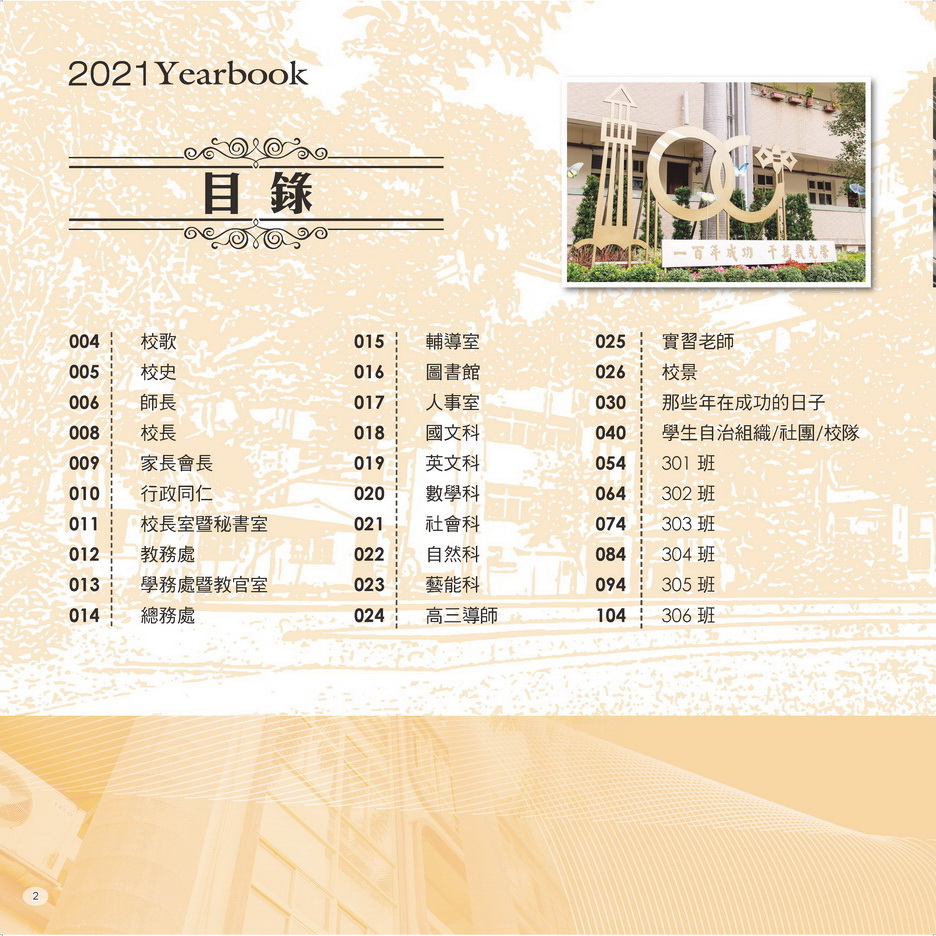 2021Yearbook
目錄
一百年成功
004 校歌
005 校史
006 師長
008 校長
009 家長會長
010 行政同仁
011 校長室暨秘書室
012 教務處
013 學務處暨教官室
014 總務處
015 輔導室
016 圖書館
017 人事室
018 國文科
019 英文科
020 數學科
021 社會科
022 自然科
023 藝能科
024 高三導師
025 實習老師
026 校景
030 那些年在成功的日子
040 學生自治組織/社團/校隊
054 301 班
064 302 班
074 303 班
084 304 班
094 305 班
104 306 班
2